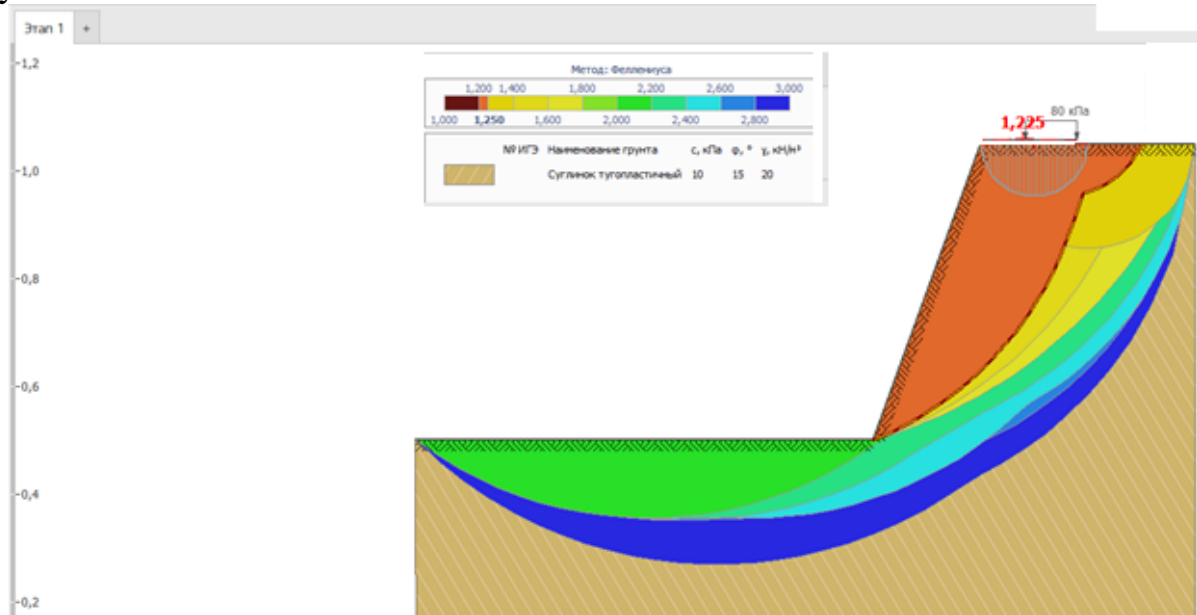 Этап 1 +
1,2
Метод: Феллениуса
1,200 1,400 1,800 2,200 2,600 3,000
1,000 1,250 1,600 2,000 2,400 2,800
№ ИГЭ Наименование грунта с, кПа φ, ° γ, кН/м³
Суглинок тугопластичный 10 15 20
80 кПа
1,225
1,0
0,8
0,6
0,4
0,2